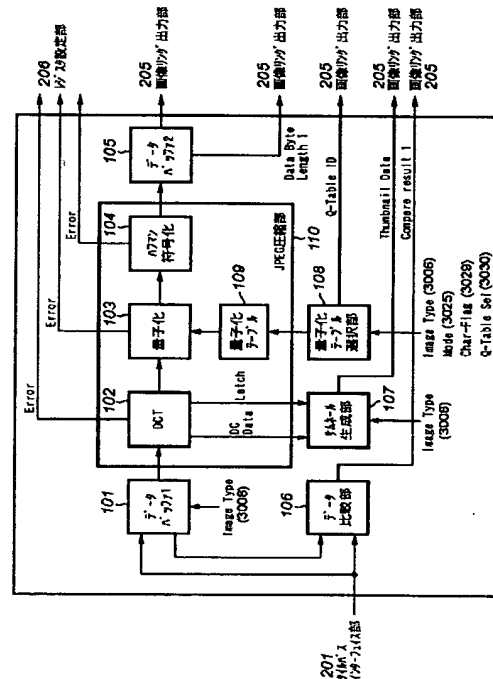 206
レジスタ設定部
205
画像リング出力部
205
画像リング出力部
205
画像リング出力部
205
画像リング出力部
画像リング出力部
205
Error
Error
Error
105
データ
バッファ2
Data Byte
Length 1
Q-Table ID
Thumbnail Data
Compare result 1
104
ハフマン
符号化
JPEG圧縮部
110
103
量子化
109
量子化
テーブル
108
量子化
テーブル
選択部
Image Type (3006)
Mode (3025)
Char-Flag (3029)
Q-Table Sel (3030)
102
DCT
Latch
DC
Data
サムネール
生成部
107
Image Type
(3006)
101
データ
バッファ1
Image Type
(3006)
106
データ
比較部
201
タイルバス
インターフェイス部